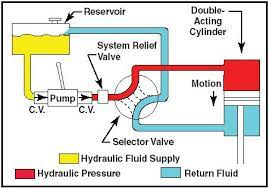 Reservoir
Double-
Acting
Cylinder
System Relief
Valve
Motion
Pump
C.V.
C.V.
Selector Valve
Hydraulic Fluid Supply
Hydraulic Pressure
Return Fluid